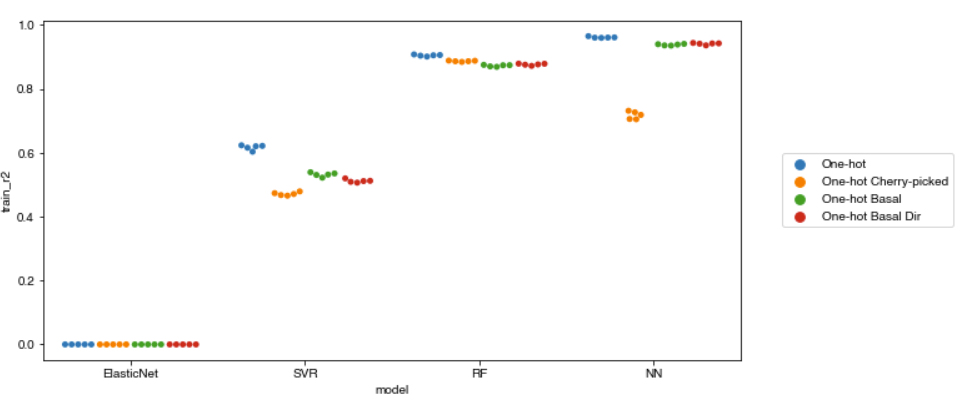 1.0
0.8
0.6
0.4
0.2
0.0
train_r2
ElasticNet SVR RF NN
model
One-hot
One-hot Cherry-picked
One-hot Basal
One-hot Basal Dir